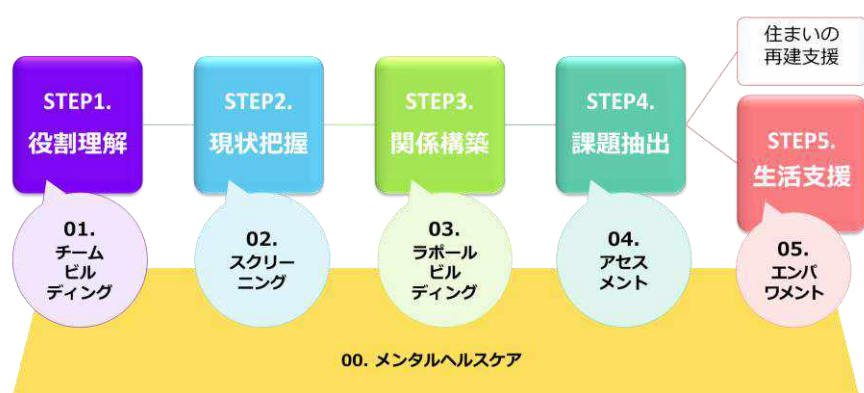 住まいの
再建支援
STEP1.
役割理解
STEP2.
現状把握
STEP3.
関係構築
STEP4.
課題抽出
STEP5.
生活支援
01.
チーム
ビル
ディング
02.
スクリー
ニング
03.
ラポール
ビル
ディング
04.
アセス
メント
05.
エンパ
ワメント
00. メンタルヘルスケア